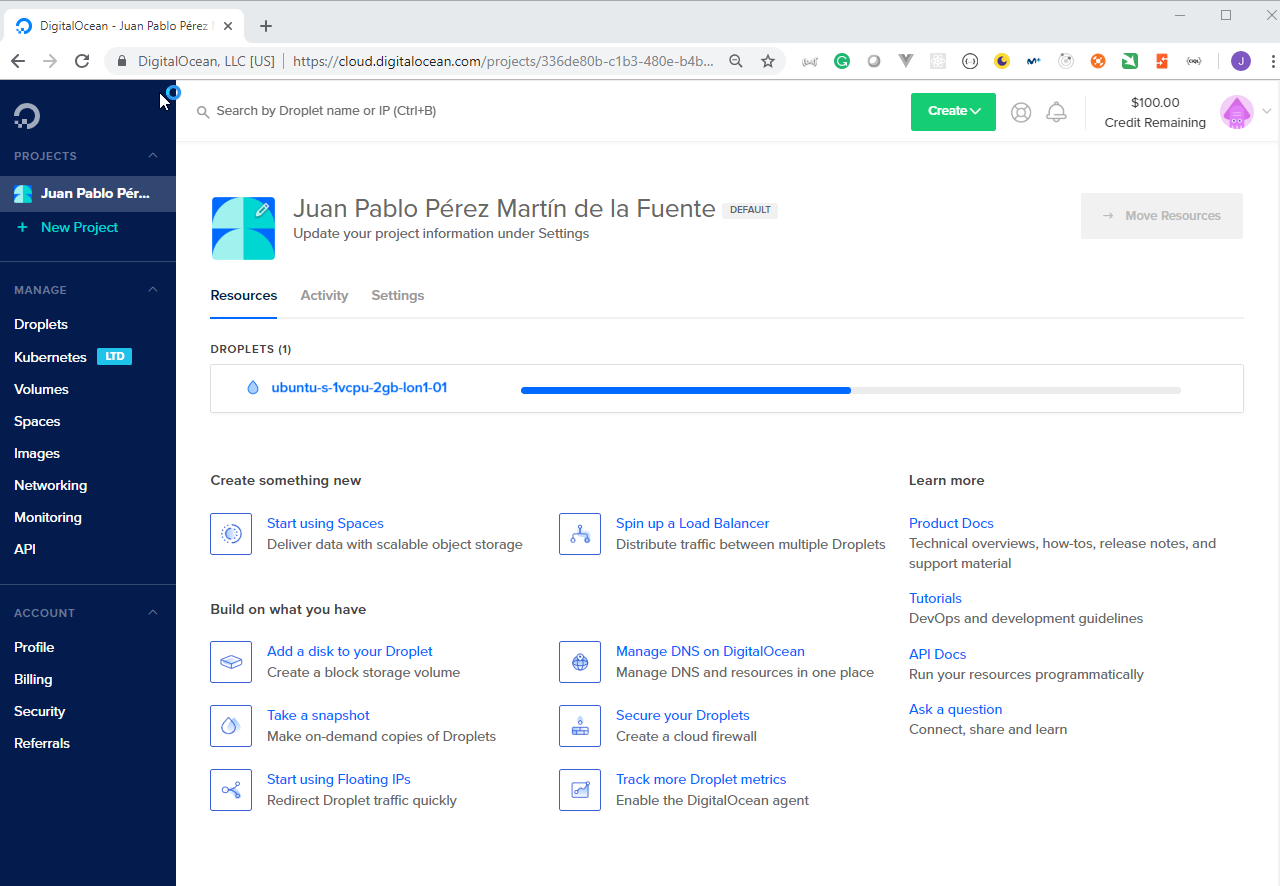 DigitalOcean - Juan Pablo Pérez
DigitalOcean, LLC [US]
https://cloud.digitalocean.com/projects/336de80b-c1b3-480e-b4b...
J
Search by Droplet name or IP (Ctrl+B)
Create
$100.00
Credit Remaining
PROJECTS
Juan Pablo Pér...
+ New Project
MANAGE
Droplets
Kubernetes LTD
Volumes
Spaces
Images
Networking
Monitoring
API
ACCOUNT
Profile
Billing
Security
Referrals
Juan Pablo Pérez Martín de la Fuente DEFAULT
Update your project information under Settings
→ Move Resources
Resources Activity Settings
DROPLETS (1)
ubuntu-s-1vcpu-2gb-lon1-01
Create something new
Start using Spaces
Deliver data with scalable object storage
Spin up a Load Balancer
Distribute traffic between multiple Droplets
Build on what you have
Add a disk to your Droplet
Create a block storage volume
Manage DNS on DigitalOcean
Manage DNS and resources in one place
Take a snapshot
Make on-demand copies of Droplets
Secure your Droplets
Create a cloud firewall
Start using Floating IPs
Redirect Droplet traffic quickly
Track more Droplet metrics
Enable the DigitalOcean agent
Learn more
Product Docs
Technical overviews, how-tos, release notes, and
support material
Tutorials
DevOps and development guidelines
API Docs
Run your resources programmatically
Ask a question
Connect, share and learn